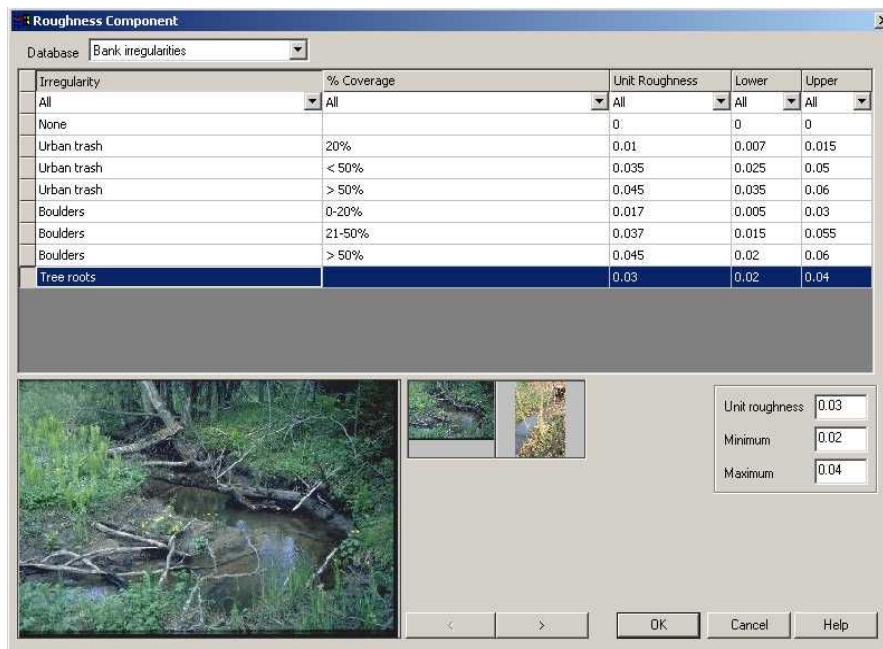 Roughness Component
Database Bank irregularities
Irregularity % Coverage Unit Roughness Lower Upper
All All All All All
None 0 0 0
Urban trash 20% 0.01 0.007 0.015
Urban trash < 50% 0.035 0.025 0.05
Urban trash > 50% 0.045 0.035 0.06
Boulders 0-20% 0.017 0.005 0.03
Boulders 21-50% 0.037 0.015 0.055
Boulders > 50% 0.045 0.02 0.06
Tree roots 0.03 0.02 0.04
Unit roughness 0.03
Minimum 0.02
Maximum 0.04
< > OK Cancel Help